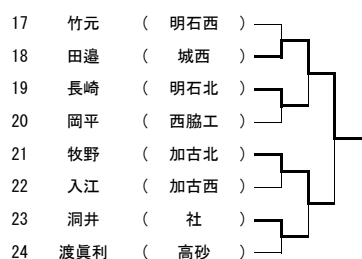 17 竹元 ( 明石西 )
18 田邉 ( 城西 )
19 長崎 ( 明石北 )
20 岡平 ( 西脇工 )
21 牧野 ( 加古北 )
22 入江 ( 加古西 )
23 洞井 ( 社 )
24 渡眞利 ( 高砂 )